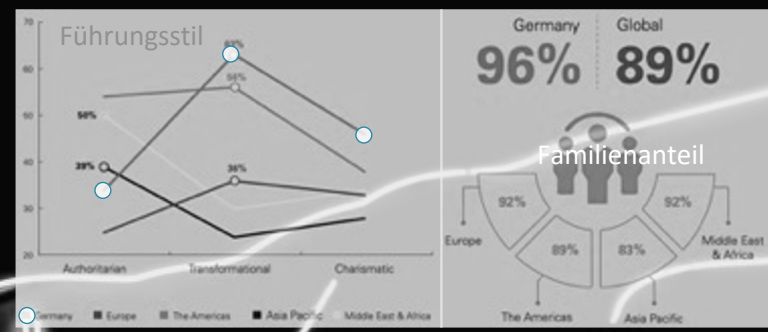 70
Führungsstil
63%
60
56%
50%
50
40
39%
36%
30
20
Authoritarian Transformational Charismatic
Germany Europe The Americas Asia Pacific Middle East & Africa
Germany Global
96% 89%
Familienanteil
92% 92%
Europe
89% 83%
Middle East
& Africa
The Americas Asia Pacific